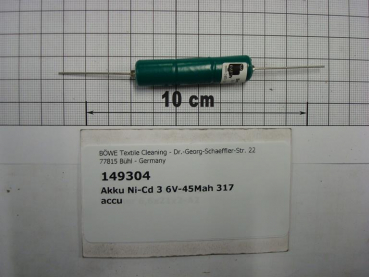 10 cm
BÖWE Textile Cleaning - Dr.-Georg-Schaeffler-Str. 22
77815 Bühl - Germany
149304
Akku Ni-Cd 3 6V-45Mah 317
accu